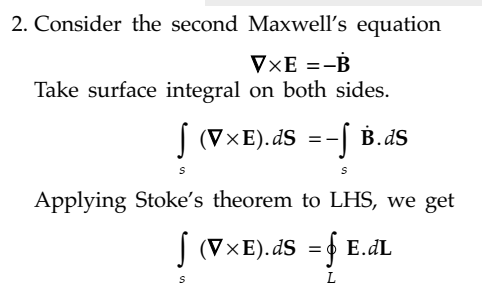 2. Consider the second Maxwell's equation
∇×E =–Ḃ
Take surface integral on both sides.
∫s (∇×E).dS =–∫s Ḃ.dS
Applying Stoke's theorem to LHS, we get
∫s (∇×E).dS =∮L E.dL